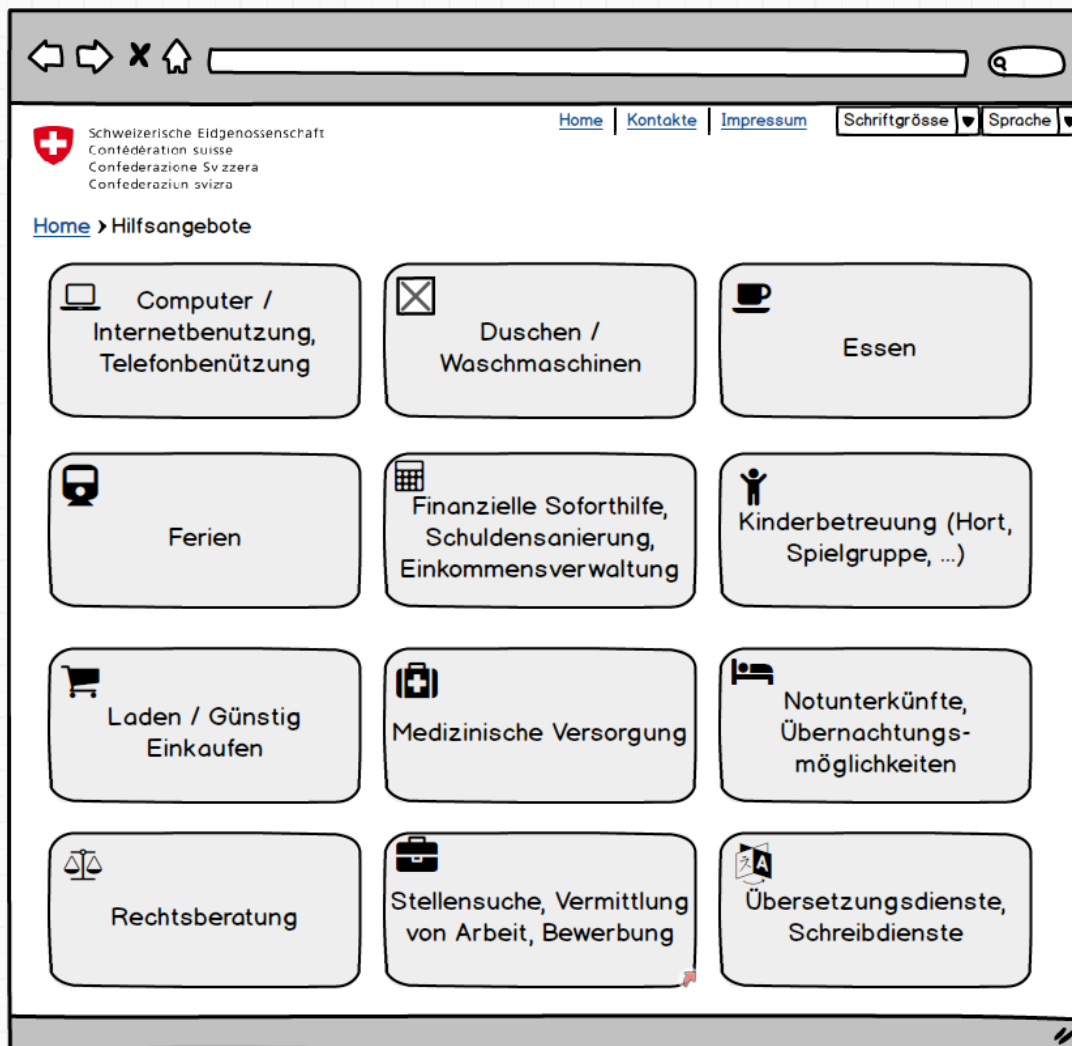 Home Kontakte Impressum Schriftgrösse Sprache
Schweizerische Eidgenossenschaft
Confédération suisse
Confederazione Svizzera
Confederaziun svizra
Home › Hilfsangebote
Computer /
Internetbenutzung,
Telefonbenützung
Duschen /
Waschmaschinen
Essen
Ferien
Finanzielle Soforthilfe,
Schuldensanierung,
Einkommensverwaltung
Kinderbetreuung (Hort,
Spielgruppe, ...)
Laden / Günstig
Einkaufen
Medizinische Versorgung
Notunterkünfte,
Übernachtungs-
möglichkeiten
Rechtsberatung
Stellensuche, Vermittlung
von Arbeit, Bewerbung
A
Übersetzungsdienste,
Schreibdienste